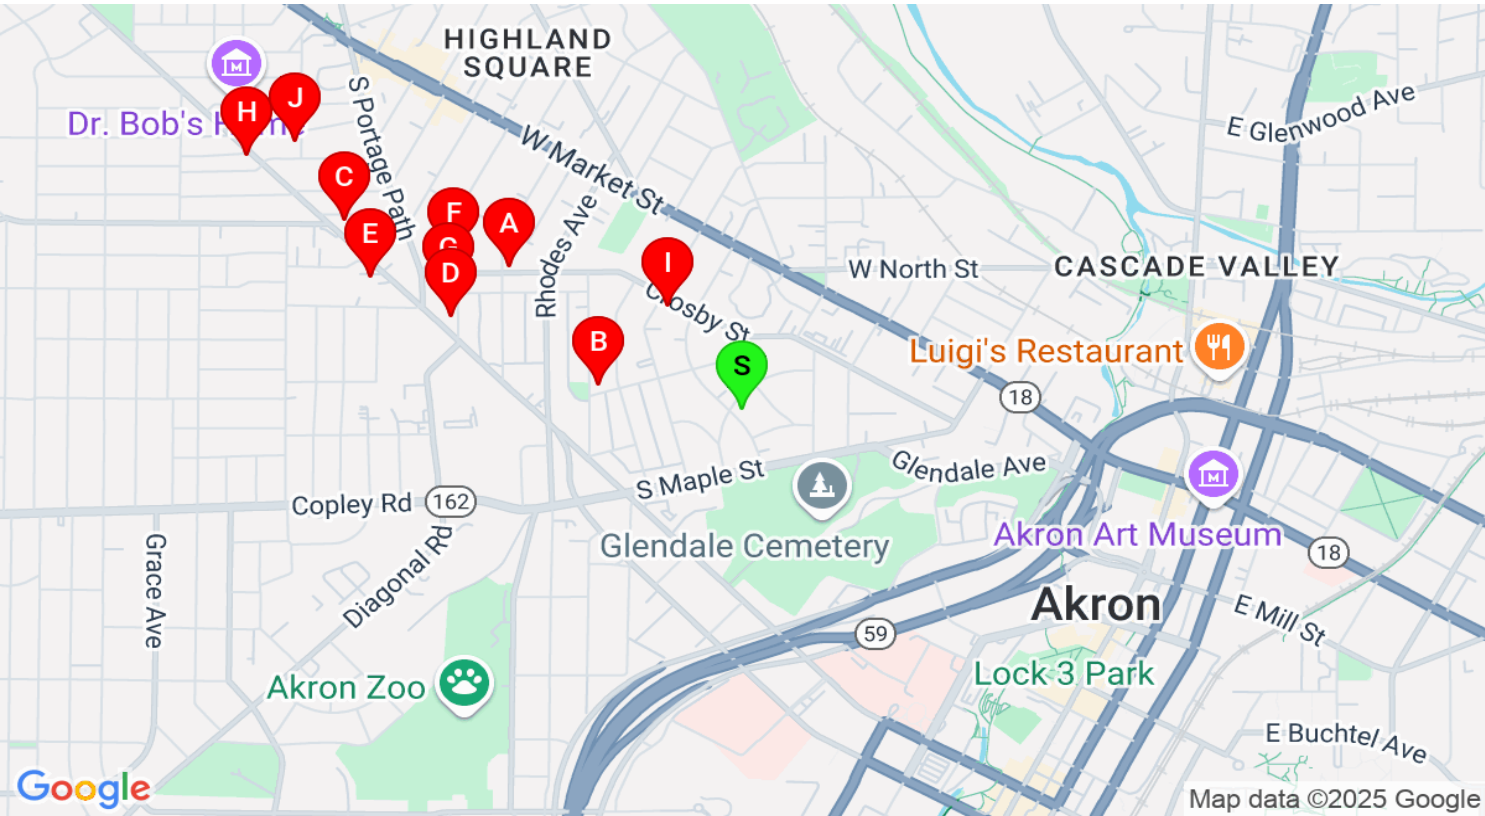 HIGHLAND
SQUARE
Dr. Bob's H me
H
J
C
E
F
G
D
A
I
B
S
S Portage Path
W Market St
Rhodes Ave
Crosby St
E Glenwood Ave
W North St
CASCADE VALLEY
Luigi's Restaurant
18
S Maple St
Glendale Ave
Copley Rd
162
Glendale Cemetery
Akron Art Museum
18
Grace Ave
Diagonal Rd
Akron
E Mill St
59
Akron Zoo
Lock 3 Park
E Buchtel Ave
Google
Map data ©2025 Google